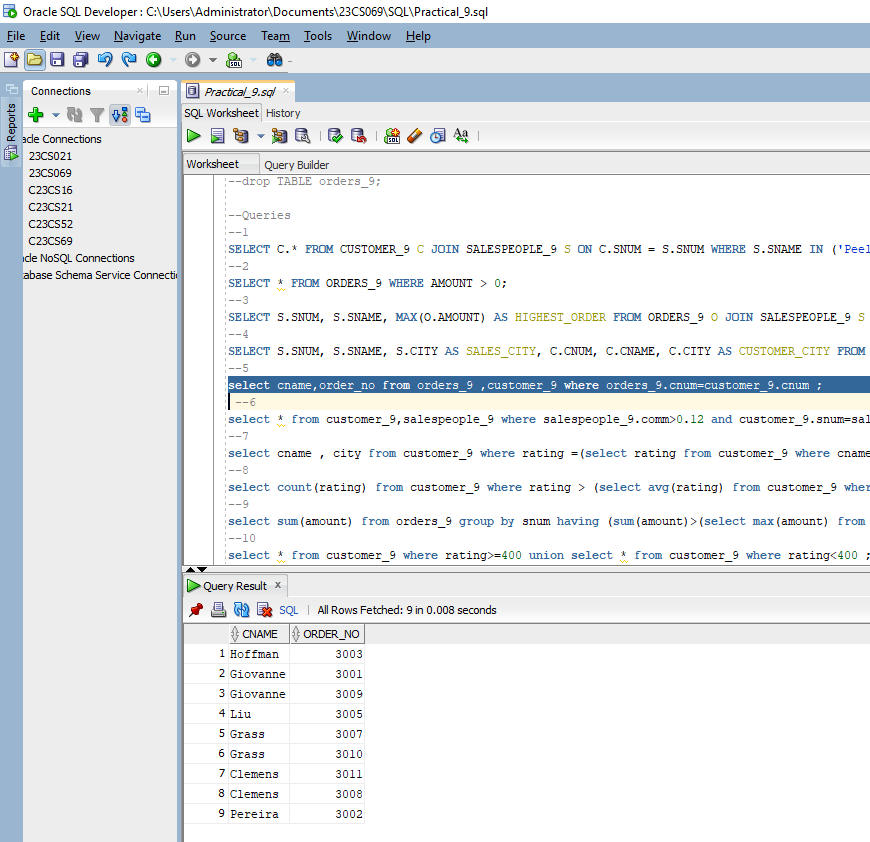 Oracle SQL Developer : C:\Users\Administrator\Documents\23CS069\SQL\Practical_9.sql
File Edit View Navigate Run Source Team Tools Window Help
Reports
Connections
acle Connections
23CS021
23CS069
C23CS16
C23CS21
C23CS52
C23CS69
acle NoSQL Connections
tabase Schema Service Connectio
Practical_9.sql
SQL Worksheet History
Worksheet Query Builder
--drop TABLE orders_9;
--Queries
--1
SELECT C.* FROM CUSTOMER_9 C JOIN SALESPEOPLE_9 S ON C.SNUM = S.SNUM WHERE S.SNAME IN ('Peel
--2
SELECT * FROM ORDERS_9 WHERE AMOUNT > 0;
--3
SELECT S.SNUM, S.SNAME, MAX(O.AMOUNT) AS HIGHEST_ORDER FROM ORDERS_9 O JOIN SALESPEOPLE_9 S
--4
SELECT S.SNUM, S.SNAME, S.CITY AS SALES_CITY, C.CNUM, C.CNAME, C.CITY AS CUSTOMER_CITY FROM
--5
select cname,order_no from orders_9 ,customer_9 where orders_9.cnum=customer_9.cnum ;
--6
select * from customer_9,salespeople_9 where salespeople_9.comm>0.12 and customer_9.snum=sal
--7
select cname , city from customer_9 where rating =(select rating from customer_9 where cname
--8
select count(rating) from customer_9 where rating > (select avg(rating) from customer_9 wher
--9
select sum(amount) from orders_9 group by snum having (sum(amount)>(select max(amount) from
--10
select * from customer_9 where rating>=400 union select * from customer_9 where rating<400 ;
Query Result
SQL All Rows Fetched: 9 in 0.008 seconds
CNAME ORDER_NO
1 Hoffman 3003
2 Giovanne 3001
3 Giovanne 3009
4 Liu 3005
5 Grass 3007
6 Grass 3010
7 Clemens 3011
8 Clemens 3008
9 Pereira 3002